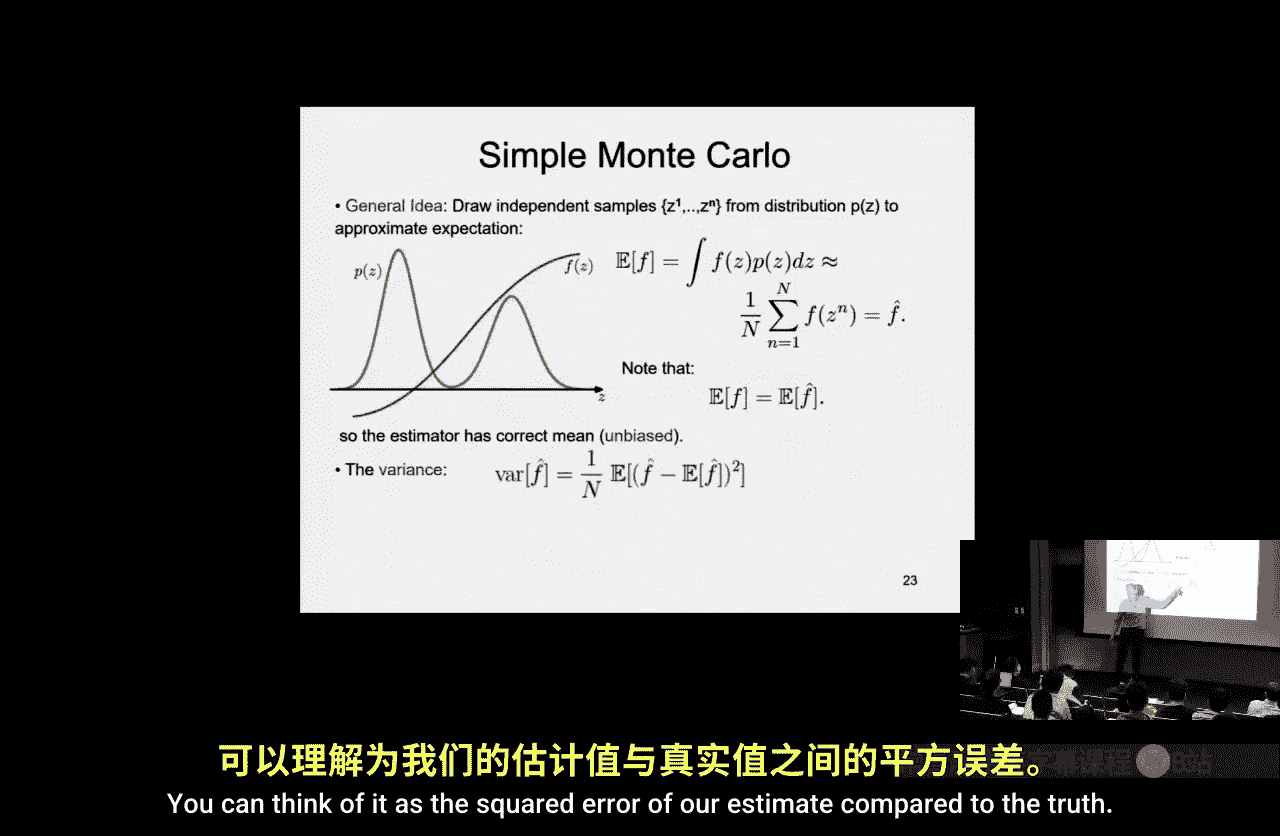 Simple Monte Carlo
• General Idea: Draw independent samples {z¹,..,zⁿ} from distribution p(z) to
approximate expectation:
p(z)
f(z)
z
𝔼[f] = ∫ f(z)p(z)dz ≈
1/N ∑_{n=1}^{N} f(zⁿ) = f̂.
Note that:
𝔼[f] = 𝔼[f̂].
so the estimator has correct mean (unbiased).
• The variance: var[f̂] = 1/N 𝔼[(f̂ − 𝔼[f̂])²]
23
可以理解为我们的估计值与真实值之间的平方误差。
You can think of it as the squared error of our estimate compared to the truth.